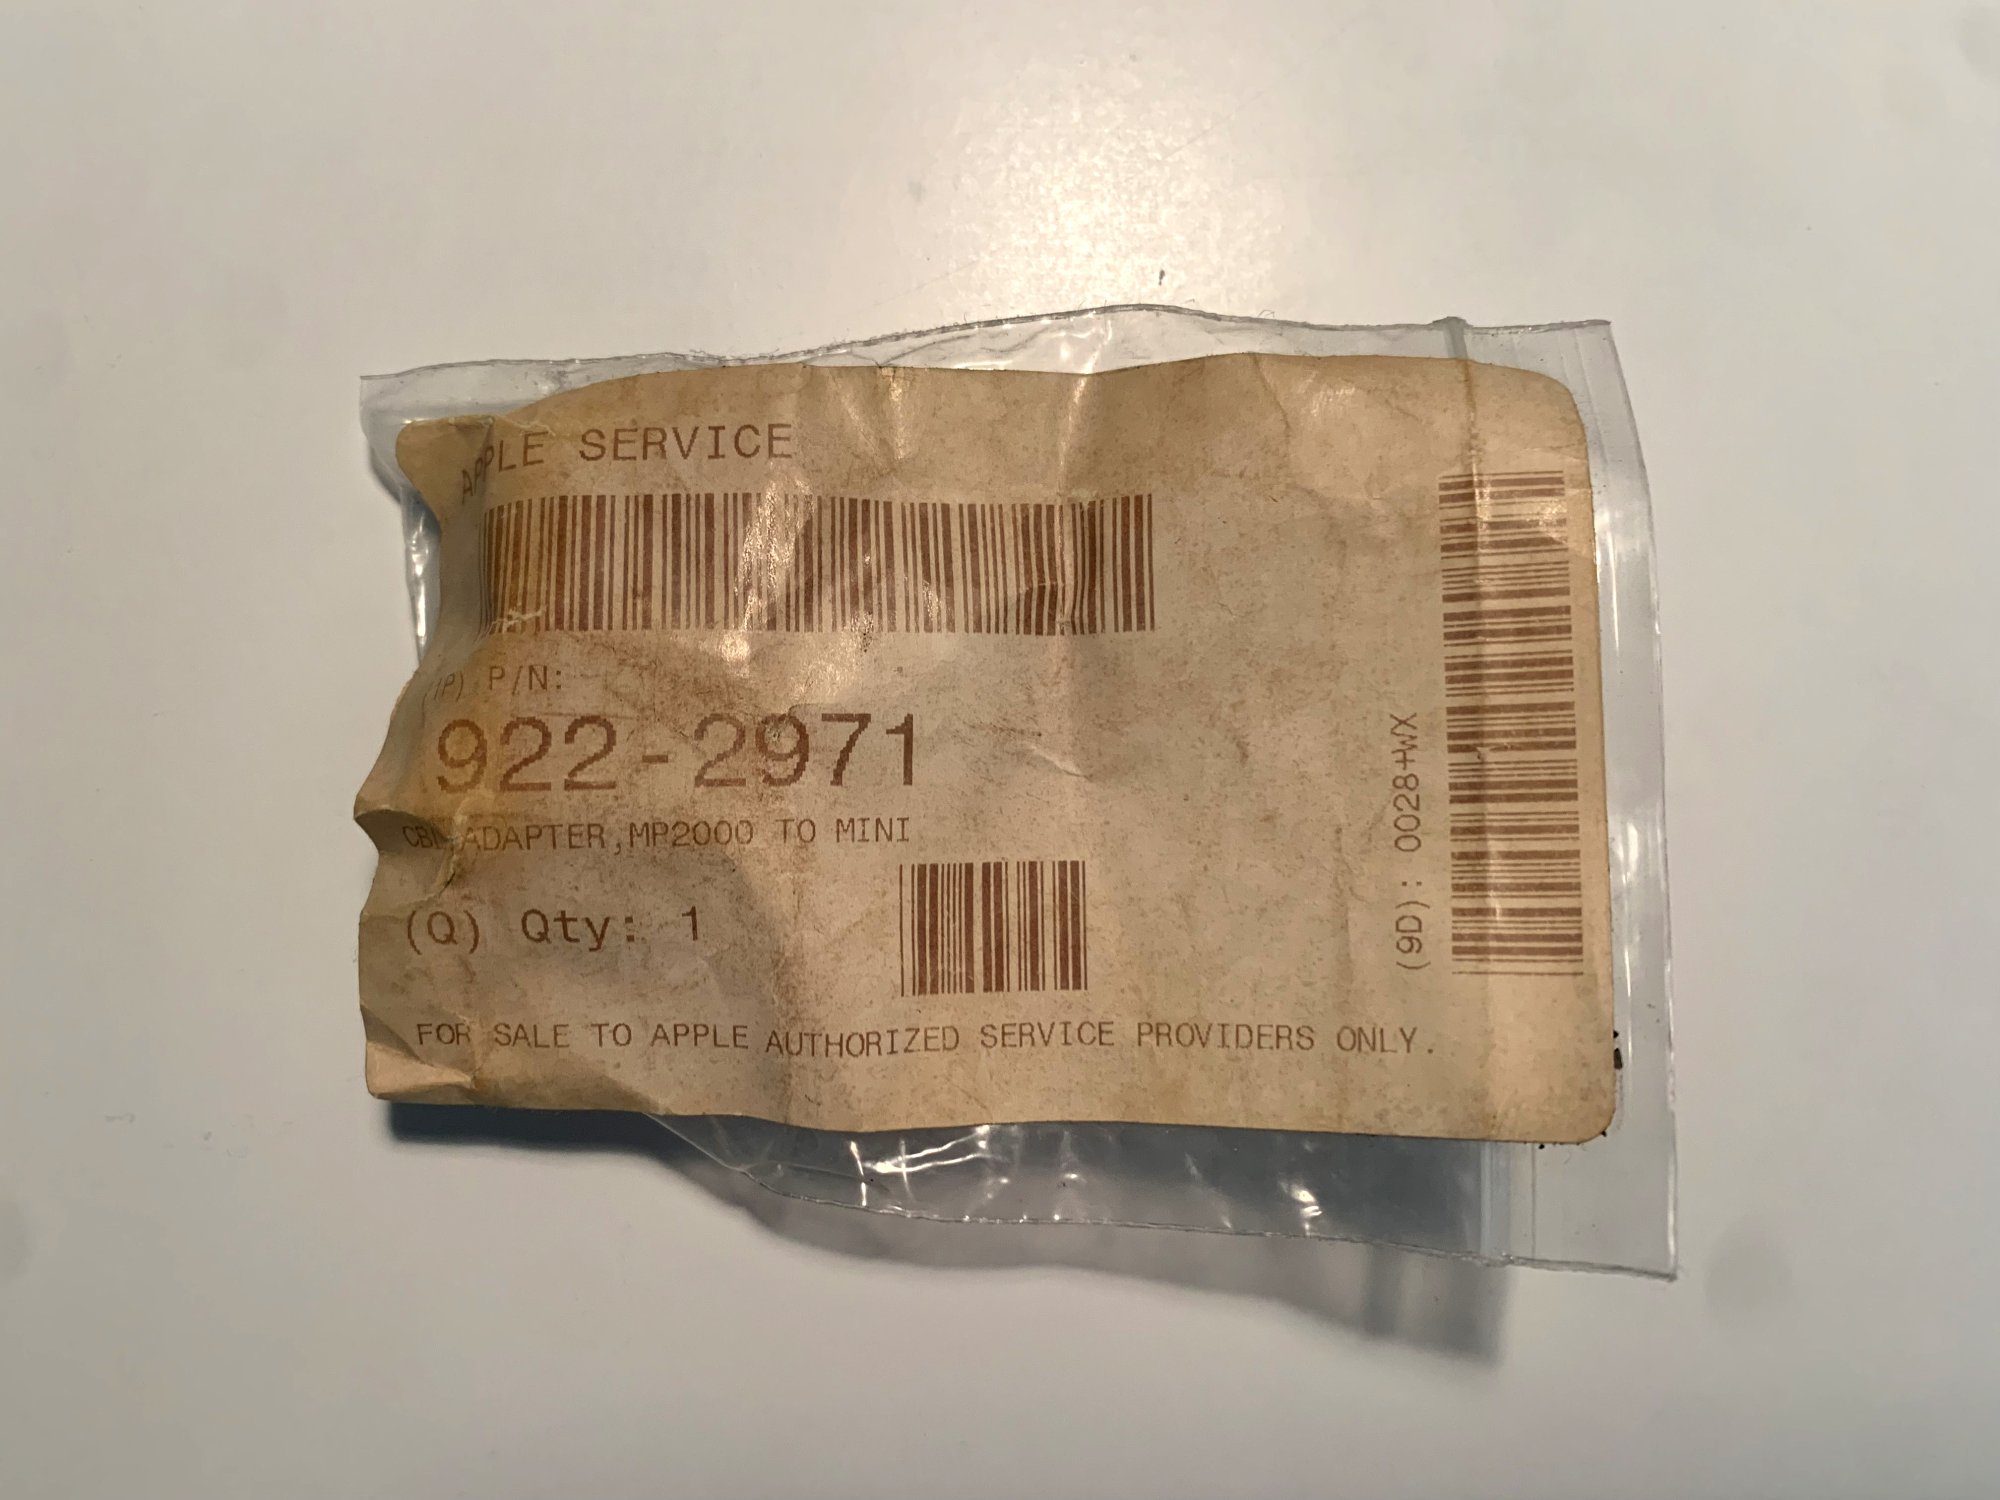 APPLE SERVICE
(1P) P/N:
922-2971
CBL ADAPTER,MP2000 TO MINI
(Q) Qty: 1
FOR SALE TO APPLE AUTHORIZED SERVICE PROVIDERS ONLY.
(9D): 0028+WX